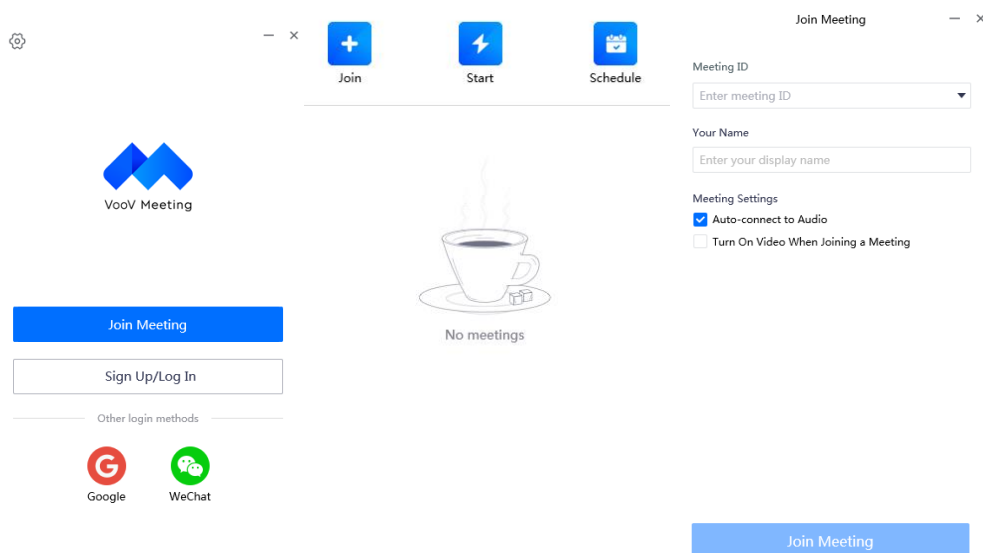 VooV Meeting
Join Meeting
Sign Up/Log In
Other login methods
Google
WeChat
Join
Start
Schedule
No meetings
Join Meeting
Meeting ID
Enter meeting ID
Your Name
Enter your display name
Meeting Settings
Auto-connect to Audio
Turn On Video When Joining a Meeting
Join Meeting